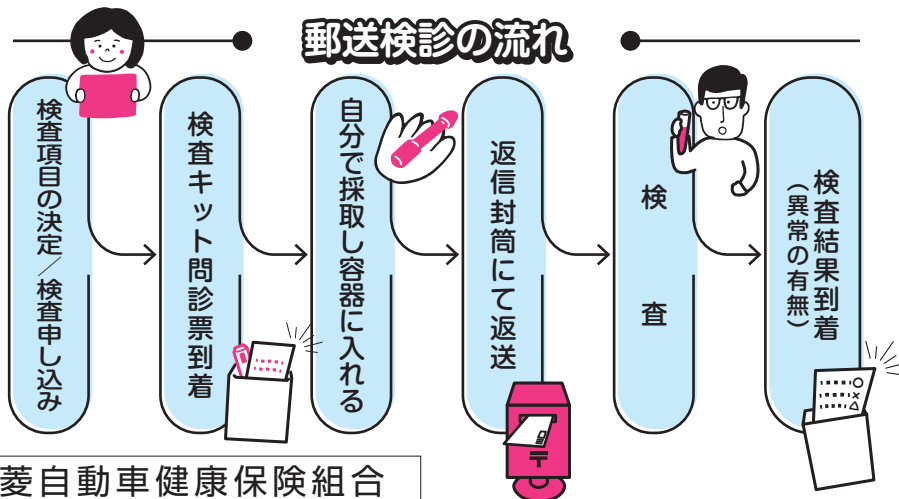 郵送検診の流れ
検査項目の決定／検査申し込み
検査キット問診票到着
自分で採取し容器に入れる
返信封筒にて返送
検査
検査結果到着
（異常の有無）
菱自動車健康保険組合